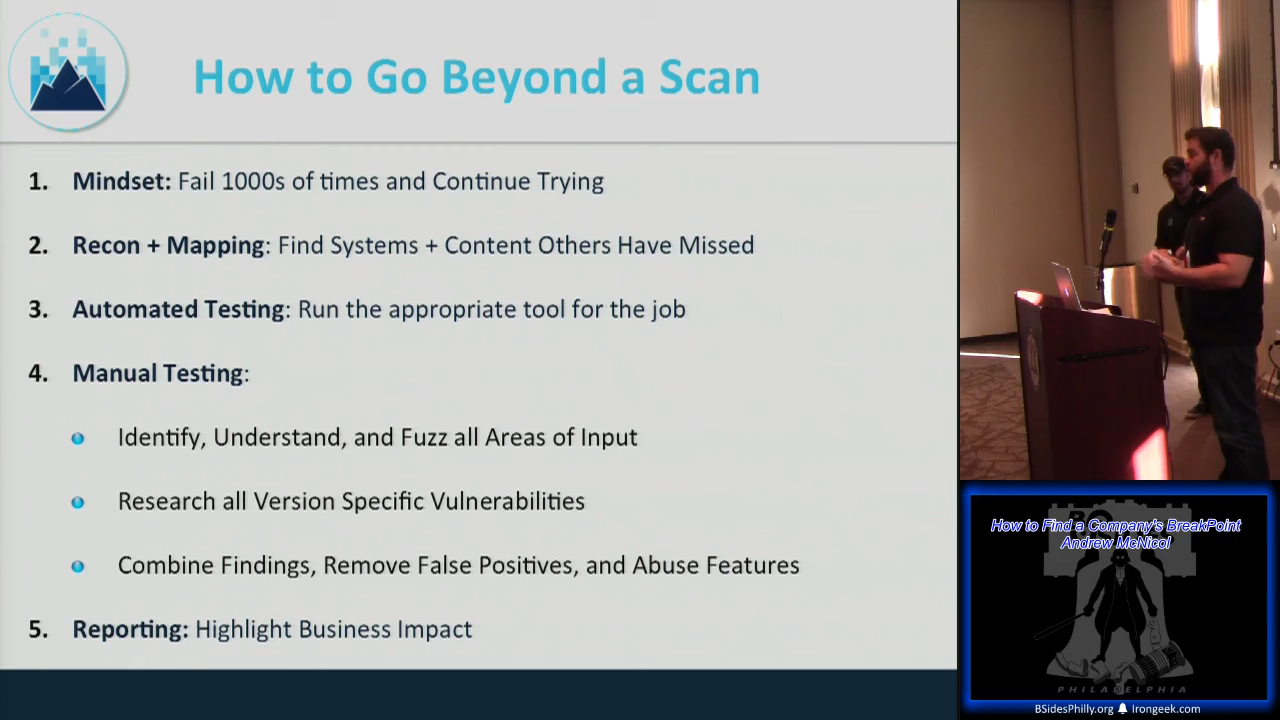 How to Go Beyond a Scan
1. Mindset: Fail 1000s of times and Continue Trying
2. Recon + Mapping: Find Systems + Content Others Have Missed
3. Automated Testing: Run the appropriate tool for the job
4. Manual Testing:
Identify, Understand, and Fuzz all Areas of Input
Research all Version Specific Vulnerabilities
Combine Findings, Remove False Positives, and Abuse Features
5. Reporting: Highlight Business Impact
How to Find a Company's BreakPoint
Andrew McNicol
PHILADELPHIA
BSidesPhilly.org Irongeek.com